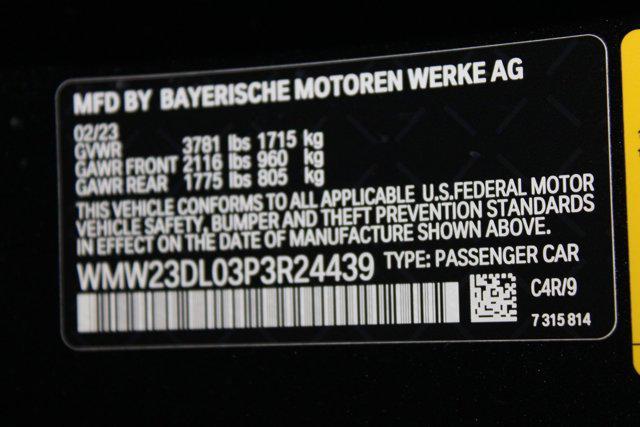 MFD BY BAYERISCHE MOTOREN WERKE AG
02/23
GVWR 3781 lbs 1715 kg
GAWR FRONT 2116 lbs 960 kg
GAWR REAR 1775 lbs 805 kg
THIS VEHICLE CONFORMS TO ALL APPLICABLE U.S.FEDERAL MOTOR
VEHICLE SAFETY, BUMPER AND THEFT PREVENTION STANDARDS
IN EFFECT ON THE DATE OF MANUFACTURE SHOWN ABOVE.
WMW23DL03P3R24439 TYPE: PASSENGER CAR
C4R/9
7 315 814